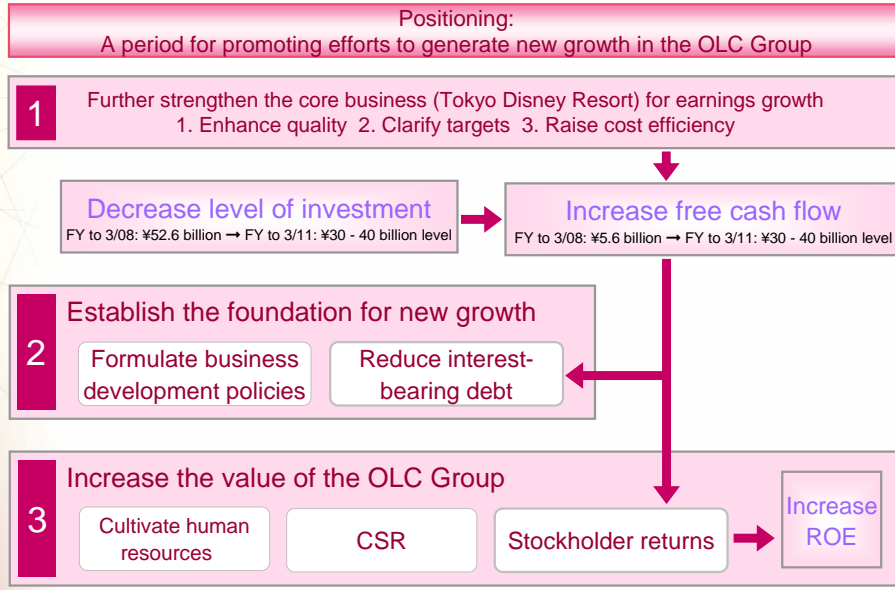 Positioning:
A period for promoting efforts to generate new growth in the OLC Group
1
Further strengthen the core business (Tokyo Disney Resort) for earnings growth
1. Enhance quality 2. Clarify targets 3. Raise cost efficiency
Decrease level of investment
FY to 3/08: ¥52.6 billion → FY to 3/11: ¥30 - 40 billion level
Increase free cash flow
FY to 3/08: ¥5.6 billion → FY to 3/11: ¥30 - 40 billion level
2
Establish the foundation for new growth
Formulate business
development policies
Reduce interest-
bearing debt
3
Increase the value of the OLC Group
Cultivate human
resources
CSR
Stockholder returns
Increase
ROE